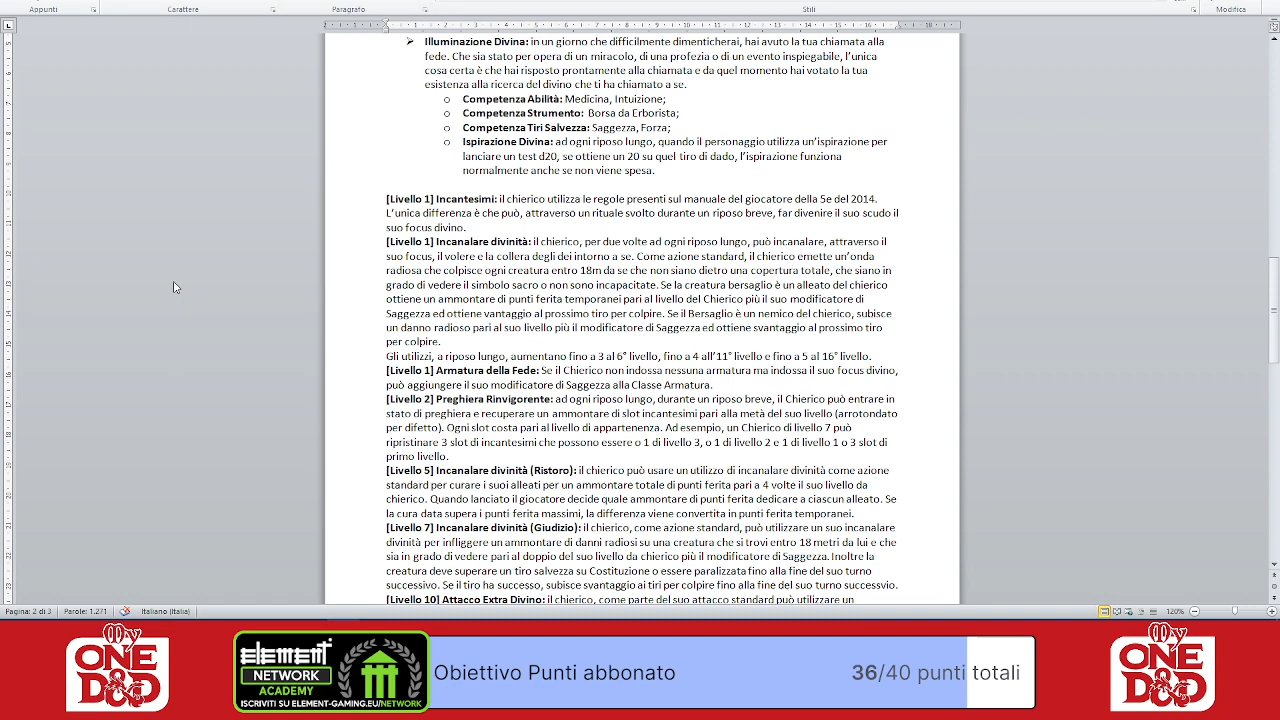 Appunti Carattere Paragrafo Stili Modifica
Illuminazione Divina: in un giorno che difficilmente dimenticherai, hai avuto la tua chiamata alla
fede. Che sia stato per opera di un miracolo, di una profezia o di un evento inspiegabile, l'unica
cosa certa è che hai risposto prontamente alla chiamata e da quel momento hai votato la tua
esistenza alla ricerca del divino che ti ha chiamato a se.
o Competenza Abilità: Medicina, Intuizione;
o Competenza Strumento: Borsa da Erborista;
o Competenza Tiri Salvezza: Saggezza, Forza;
o Ispirazione Divina: ad ogni riposo lungo, quando il personaggio utilizza un'ispirazione per
lanciare un test d20, se ottiene un 20 su quel tiro di dado, l'ispirazione funziona
normalmente anche se non viene spesa.
[Livello 1] Incantesimi: il chierico utilizza le regole presenti sul manuale del giocatore della 5e del 2014.
L'unica differenza è che può, attraverso un rituale svolto durante un riposo breve, far divenire il suo scudo il
suo focus divino.
[Livello 1] Incanalare divinità: il chierico, per due volte ad ogni riposo lungo, può incanalare, attraverso il
suo focus, il volere e la collera degli dei intorno a se. Come azione standard, il chierico emette un'onda
radiosa che colpisce ogni creatura entro 18m da se che non siano dietro una copertura totale, che siano in
grado di vedere il simbolo sacro o non sono incapacitate. Se la creatura bersaglio è un alleato del chierico
ottiene un ammontare di punti ferita temporanei pari al livello del Chierico più il suo modificatore di
Saggezza ed ottiene vantaggio al prossimo tiro per colpire. Se il Bersaglio è un nemico del chierico, subisce
un danno radioso pari al suo livello più il modificatore di Saggezza ed ottiene svantaggio al prossimo tiro
per colpire.
Gli utilizzi, a riposo lungo, aumentano fino a 3 al 6° livello, fino a 4 all'11° livello e fino a 5 al 16° livello.
[Livello 1] Armatura della Fede: Se il Chierico non indossa nessuna armatura ma indossa il suo focus divino,
può aggiungere il suo modificatore di Saggezza alla Classe Armatura.
[Livello 2] Preghiera Rinvigorente: ad ogni riposo lungo, durante un riposo breve, il Chierico può entrare in
stato di preghiera e recuperare un ammontare di slot incantesimi pari alla metà del suo livello (arrotondato
per difetto). Ogni slot costa pari al livello di appartenenza. Ad esempio, un Chierico di livello 7 può
ripristinare 3 slot di incantesimi che possono essere o 1 di livello 3, o 1 di livello 2 e 1 di livello 1 o 3 slot di
primo livello.
[Livello 5] Incanalare divinità (Ristoro): il chierico può usare un utilizzo di incanalare divinità come azione
standard per curare i suoi alleati per un ammontare totale di punti ferita pari a 4 volte il suo livello da
chierico. Quando lanciato il giocatore decide quale ammontare di punti ferita dedicare a ciascun alleato. Se
la cura data supera i punti ferita massimi, la differenza viene convertita in punti ferita temporanei.
[Livello 7] Incanalare divinità (Giudizio): il chierico, come azione standard, può utilizzare un suo incanalare
divinità per infliggere un ammontare di danni radiosi su una creatura che si trovi entro 18 metri da lui e che
sia in grado di vedere pari al doppio del suo livello da chierico più il modificatore di Saggezza. Inoltre la
creatura deve superare un tiro salvezza su Costituzione o essere paralizzata fino alla fine del suo turno
successivo. Se il tiro ha successo, subisce svantaggio ai tiri per colpire fino alla fine del suo turno successvio.
[Livello 10] Attacco Extra Divino: il chierico, come parte del suo attacco standard può utilizzare un
Pagina: 2 di 3 Parole: 1.271 Italiano (Italia) 120%
My
ONE
D&D
element
NETWORK
ACADEMY
ISCRIVITI SU ELEMENT-GAMING.EU/NETWORK
Obiettivo Punti abbonato 36/40 punti totali
My
ONE
D&D